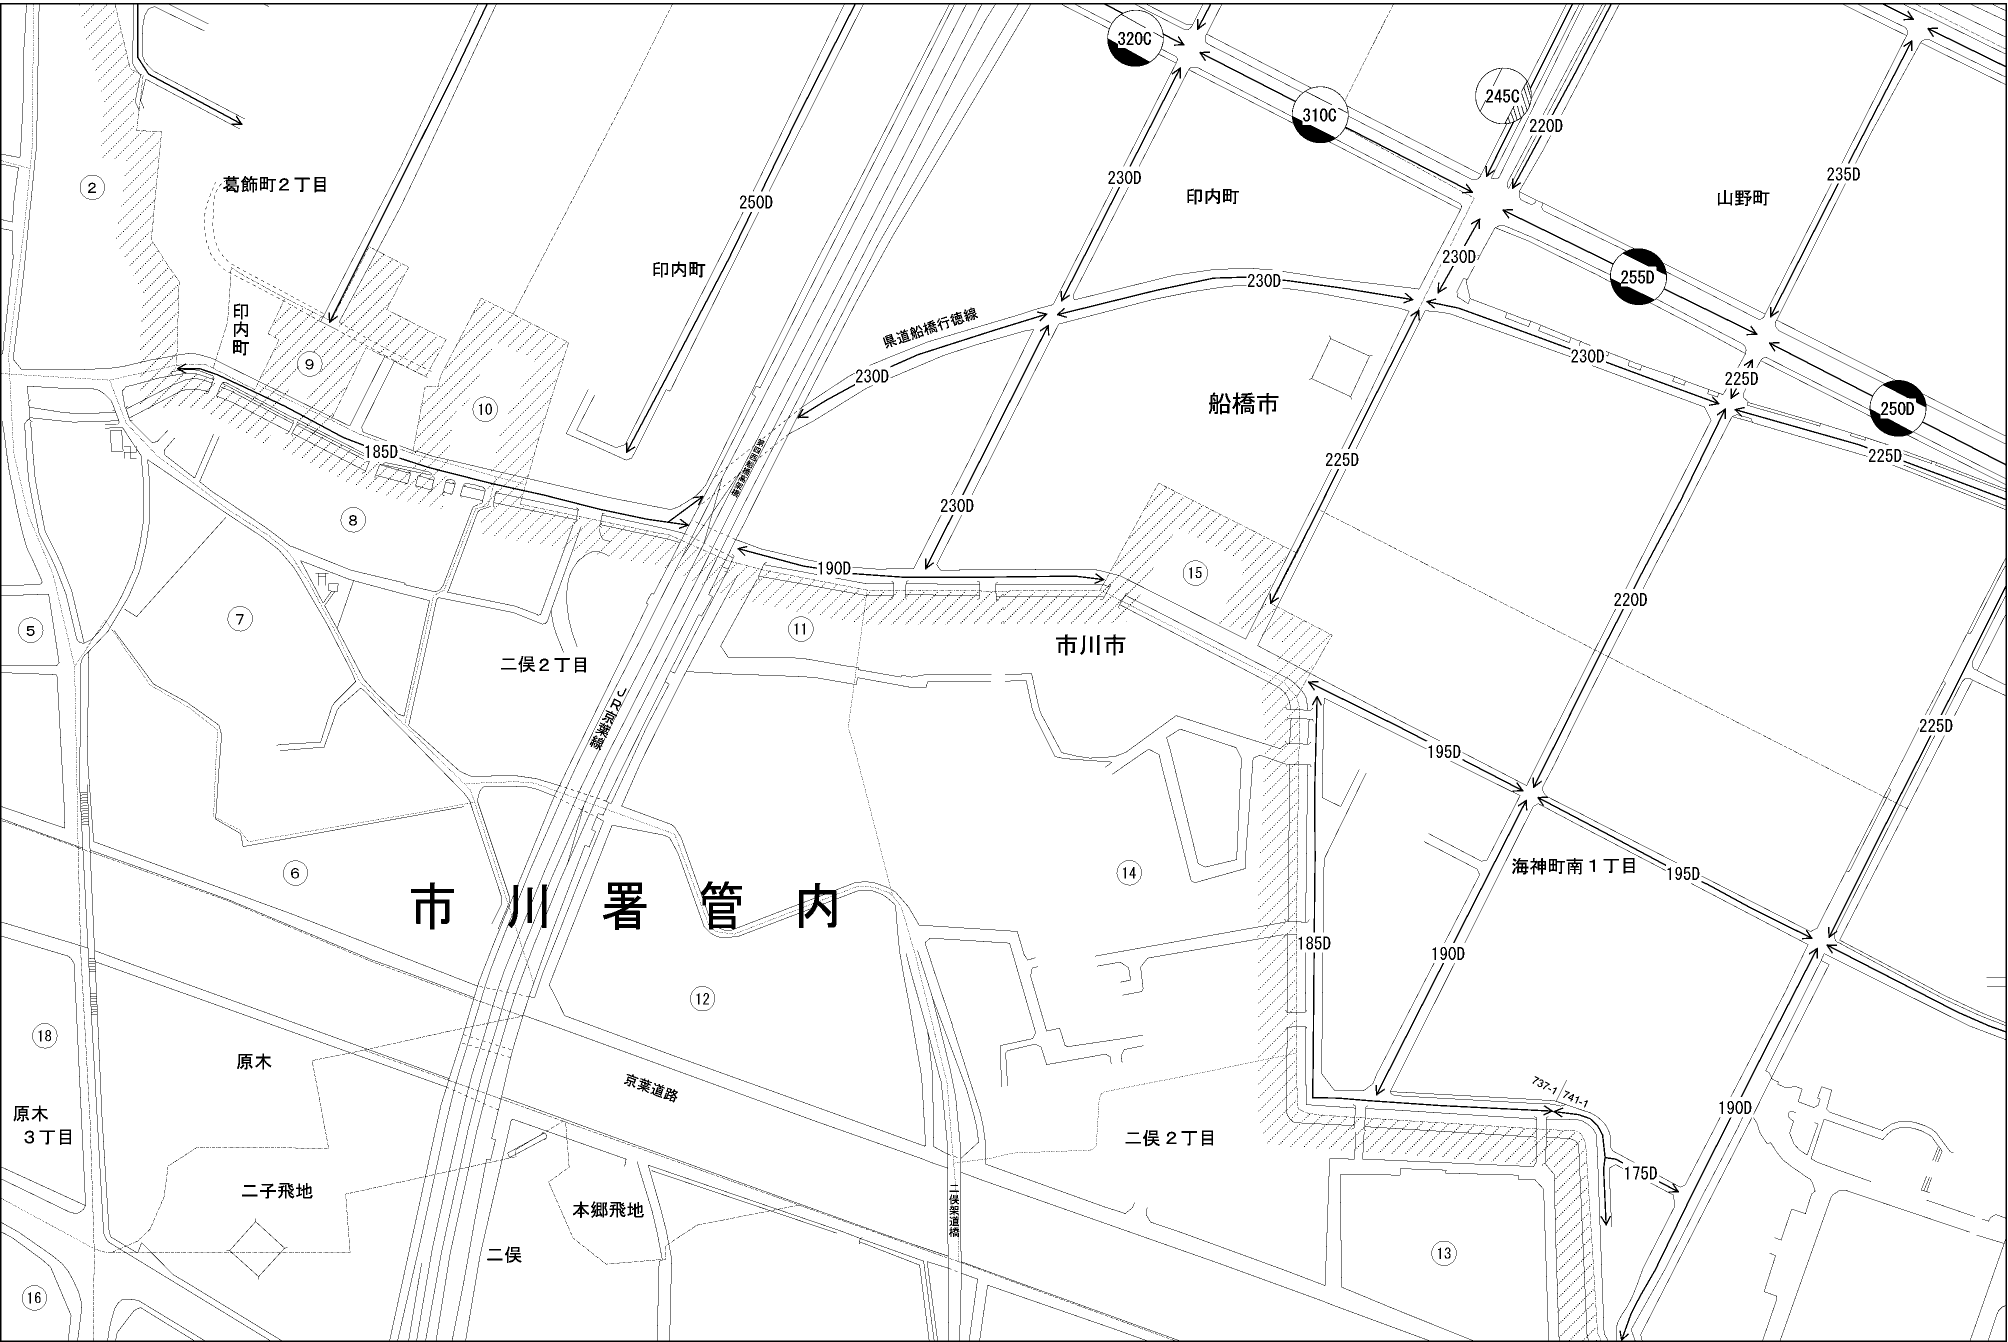 320C
310C
245C
220D
235D
②
葛飾町２丁目
230D
250D
印内町
山野町
印内町
230D
255D
230D
印内町
県道船橋行徳線
230D
⑨
230D
225D
船橋市
⑩
250D
185D
225D
225D
230D
⑧
190D
⑮
220D
⑤
⑦
⑪
市川市
二俣２丁目
ＪＲ京葉線
195D
225D
⑥
⑭
海神町南１丁目
195D
市川署管内
185D
190D
⑫
⑱
原木
京葉道路
737-1
741-1
190D
原木
３丁目
二俣２丁目
175D
二子飛地
本郷飛地
二俣架道橋
二俣
⑬
⑯